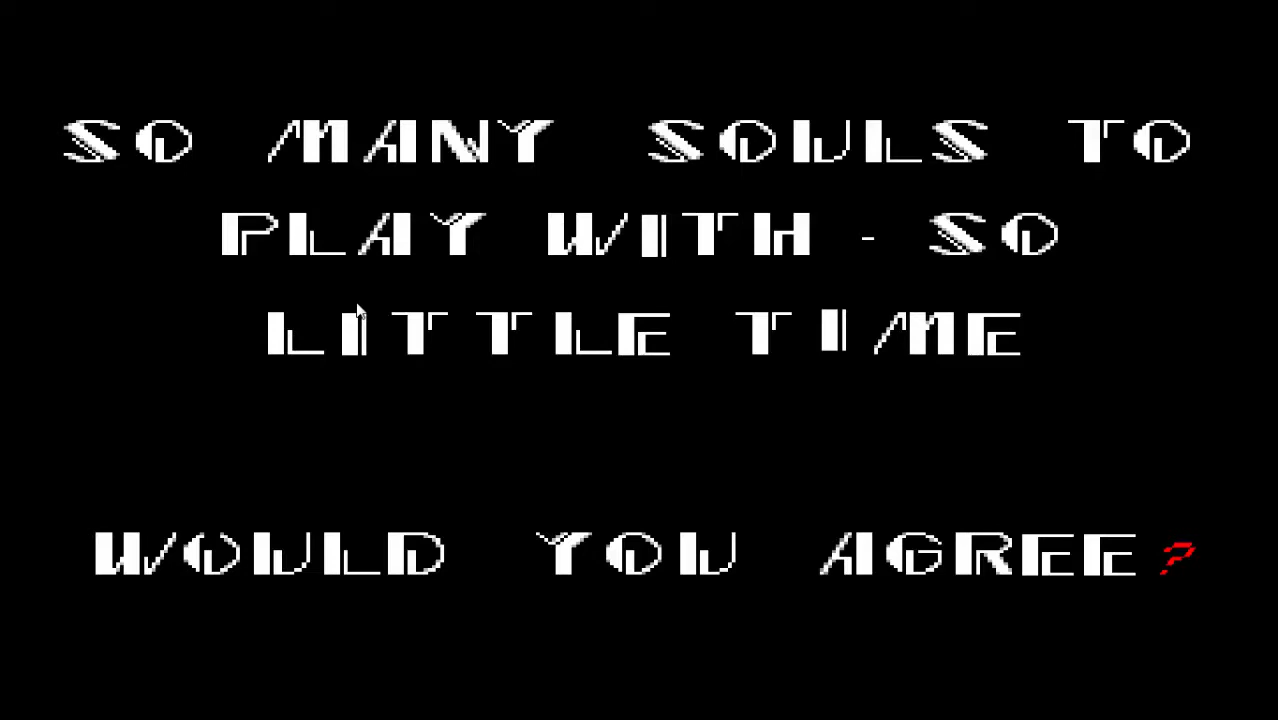 SO MANY SOULS TO
PLAY WITH - SO
LITTLE TIME
WOULD YOU AGREE?